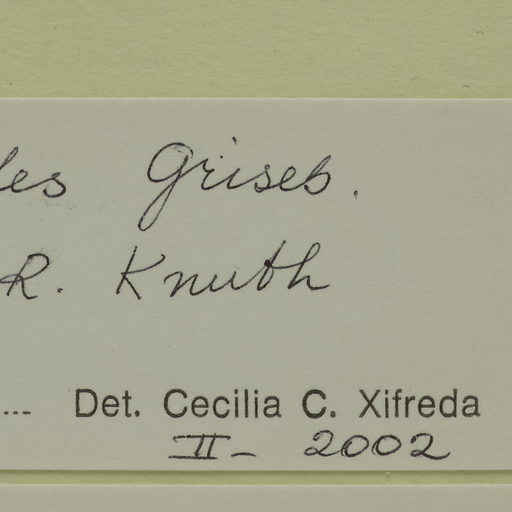 les Griseb.
R. Knuth
... Det. Cecilia C. Xifreda
II- 2002